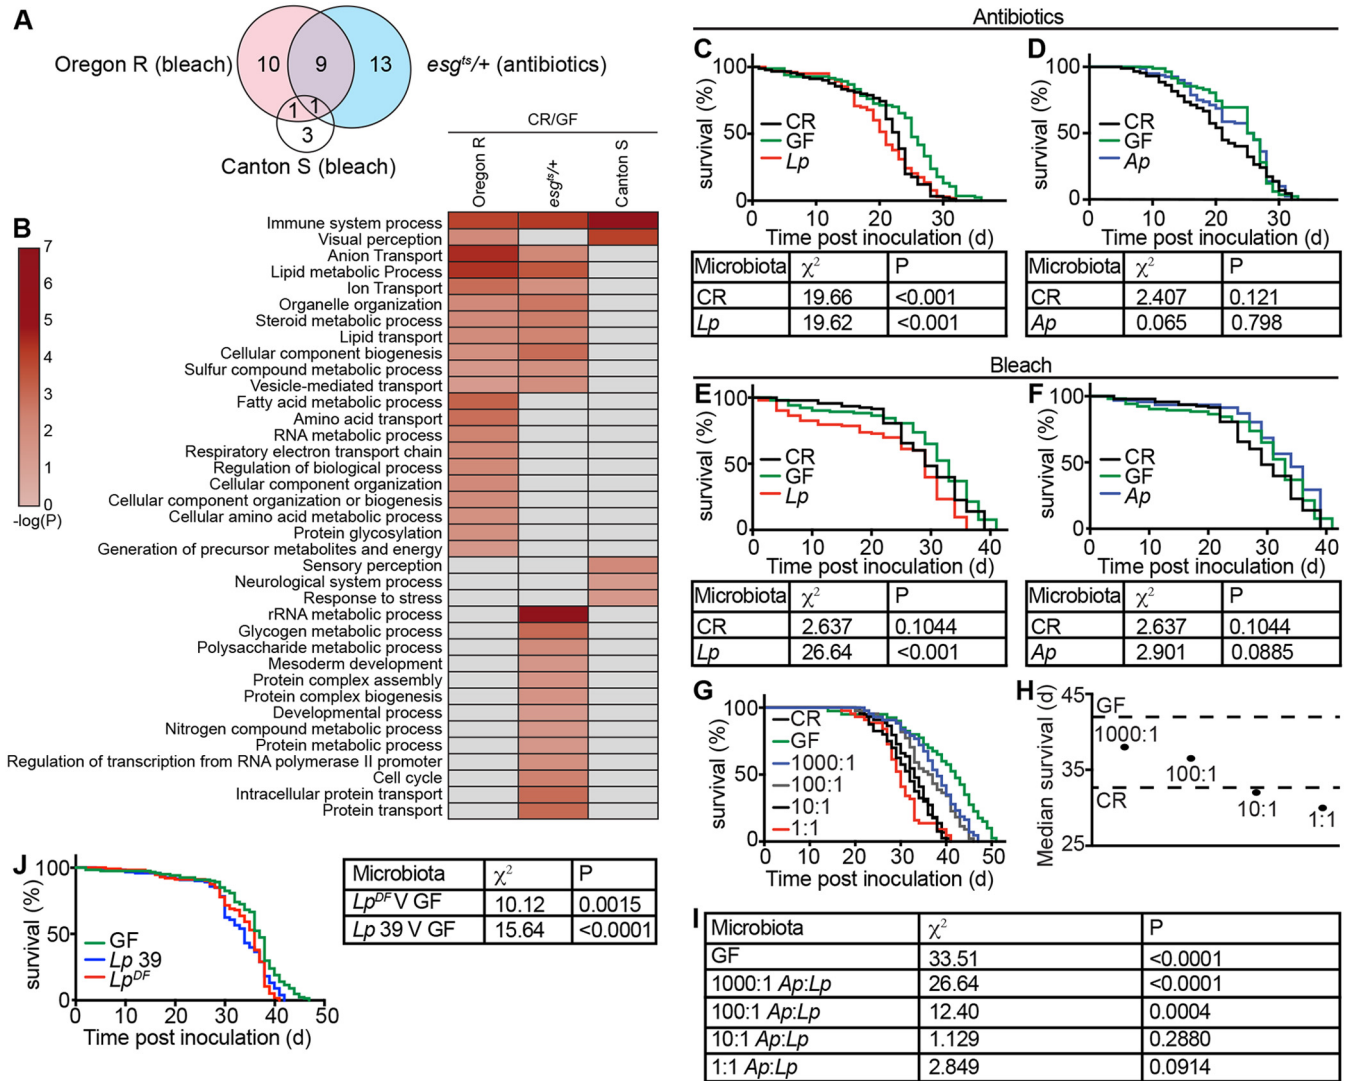 A
Oregon R (bleach)
10
9
13
esg^ts/+ (antibiotics)
1
1
3
Canton S (bleach)
CR/GF
Oregon R
esg^ts/+
Canton S
B
7
6
5
4
3
2
1
0
-log(P)
Immune system process
Visual perception
Anion Transport
Lipid metabolic Process
Ion Transport
Organelle organization
Steroid metabolic process
Lipid transport
Cellular component biogenesis
Sulfur compound metabolic process
Vesicle-mediated transport
Fatty acid metabolic process
Amino acid transport
RNA metabolic process
Respiratory electron transport chain
Regulation of biological process
Cellular component organization
Cellular component organization or biogenesis
Cellular amino acid metabolic process
Protein glycosylation
Generation of precursor metabolites and energy
Sensory perception
Neurological system process
Response to stress
rRNA metabolic process
Glycogen metabolic process
Polysaccharide metabolic process
Mesoderm development
Protein complex assembly
Protein complex biogenesis
Developmental process
Nitrogen compound metabolic process
Protein metabolic process
Regulation of transcription from RNA polymerase II promoter
Cell cycle
Intracellular protein transport
Protein transport
Antibiotics
C
survival (%)
100
50
0
CR
GF
Lp
0 10 20 30
Time post inoculation (d)
Microbiota χ² P
CR 19.66 <0.001
Lp 19.62 <0.001
D
survival (%)
100
50
0
CR
GF
Ap
0 10 20 30
Time post inoculation (d)
Microbiota χ² P
CR 2.407 0.121
Ap 0.065 0.798
Bleach
E
survival (%)
100
50
0
CR
GF
Lp
0 10 20 30 40
Time post inoculation (d)
Microbiota χ² P
CR 2.637 0.1044
Lp 26.64 <0.001
F
survival (%)
100
50
0
CR
GF
Ap
0 10 20 30 40
Time post inoculation (d)
Microbiota χ² P
CR 2.637 0.1044
Ap 2.901 0.0885
G
survival (%)
100
50
0
CR
GF
1000:1
100:1
10:1
1:1
0 10 20 30 40 50
Time post inoculation (d)
H
Median survival (d)
45
35
25
GF
1000:1
100:1
CR
10:1
1:1
I
Microbiota χ² P
GF 33.51 <0.0001
1000:1 Ap:Lp 26.64 <0.0001
100:1 Ap:Lp 12.40 0.0004
10:1 Ap:Lp 1.129 0.2880
1:1 Ap:Lp 2.849 0.0914
J
survival (%)
100
50
0
GF
Lp 39
Lp^DF
0 10 20 30 40 50
Time post inoculation (d)
Microbiota χ² P
Lp^DF V GF 10.12 0.0015
Lp 39 V GF 15.64 <0.0001